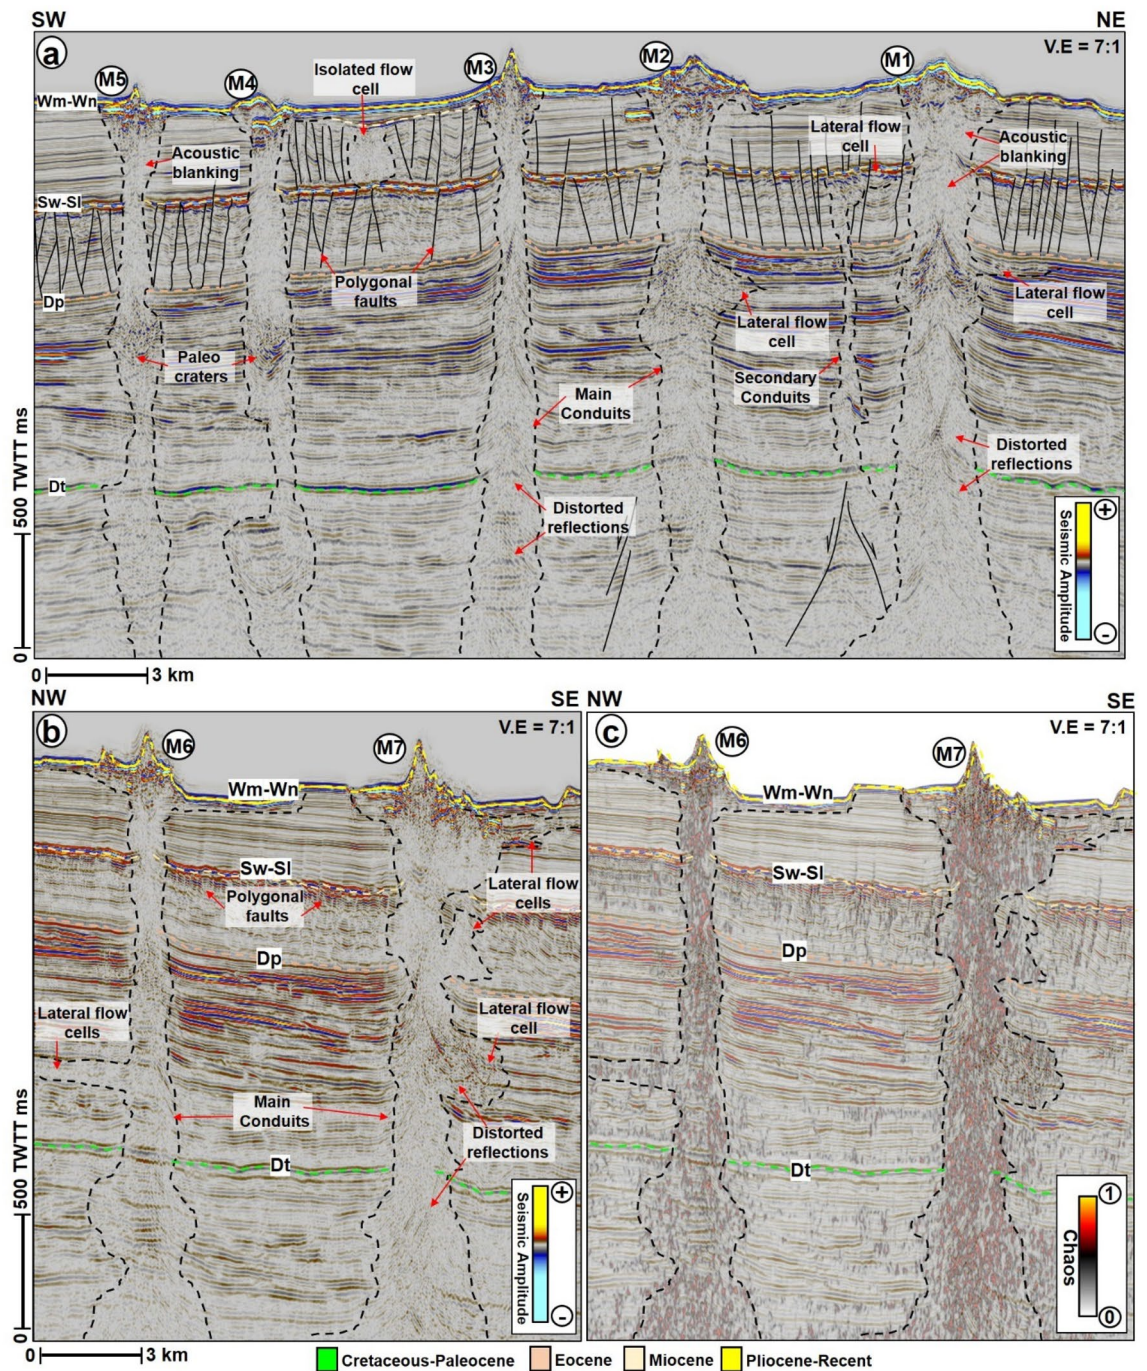 SW
NE
a
V.E = 7:1
M5
M4
Isolated flow
cell
M3
M2
M1
Wm-Wn
Acoustic
blanking
Lateral flow
cell
Acoustic
blanking
Sw-Sl
Polygonal
faults
Dp
Lateral flow
cell
Lateral flow
cell
Paleo
craters
Main
Conduits
Secondary
Conduits
Distorted
reflections
Dt
Distorted
reflections
500 TWTT ms
0
Seismic Amplitude
+
-
0
3 km
NW
SE
b
V.E = 7:1
M6
M7
Wm-Wn
Sw-Sl
Polygonal
faults
Lateral flow
cells
Dp
Lateral flow
cells
Lateral flow
cell
Main
Conduits
Distorted
reflections
Dt
500 TWTT ms
0
Seismic Amplitude
+
-
0
3 km
NW
SE
c
V.E = 7:1
M6
M7
Wm-Wn
Sw-Sl
Dp
Dt
Chaos
1
0
Cretaceous-Paleocene
Eocene
Miocene
Pliocene-Recent